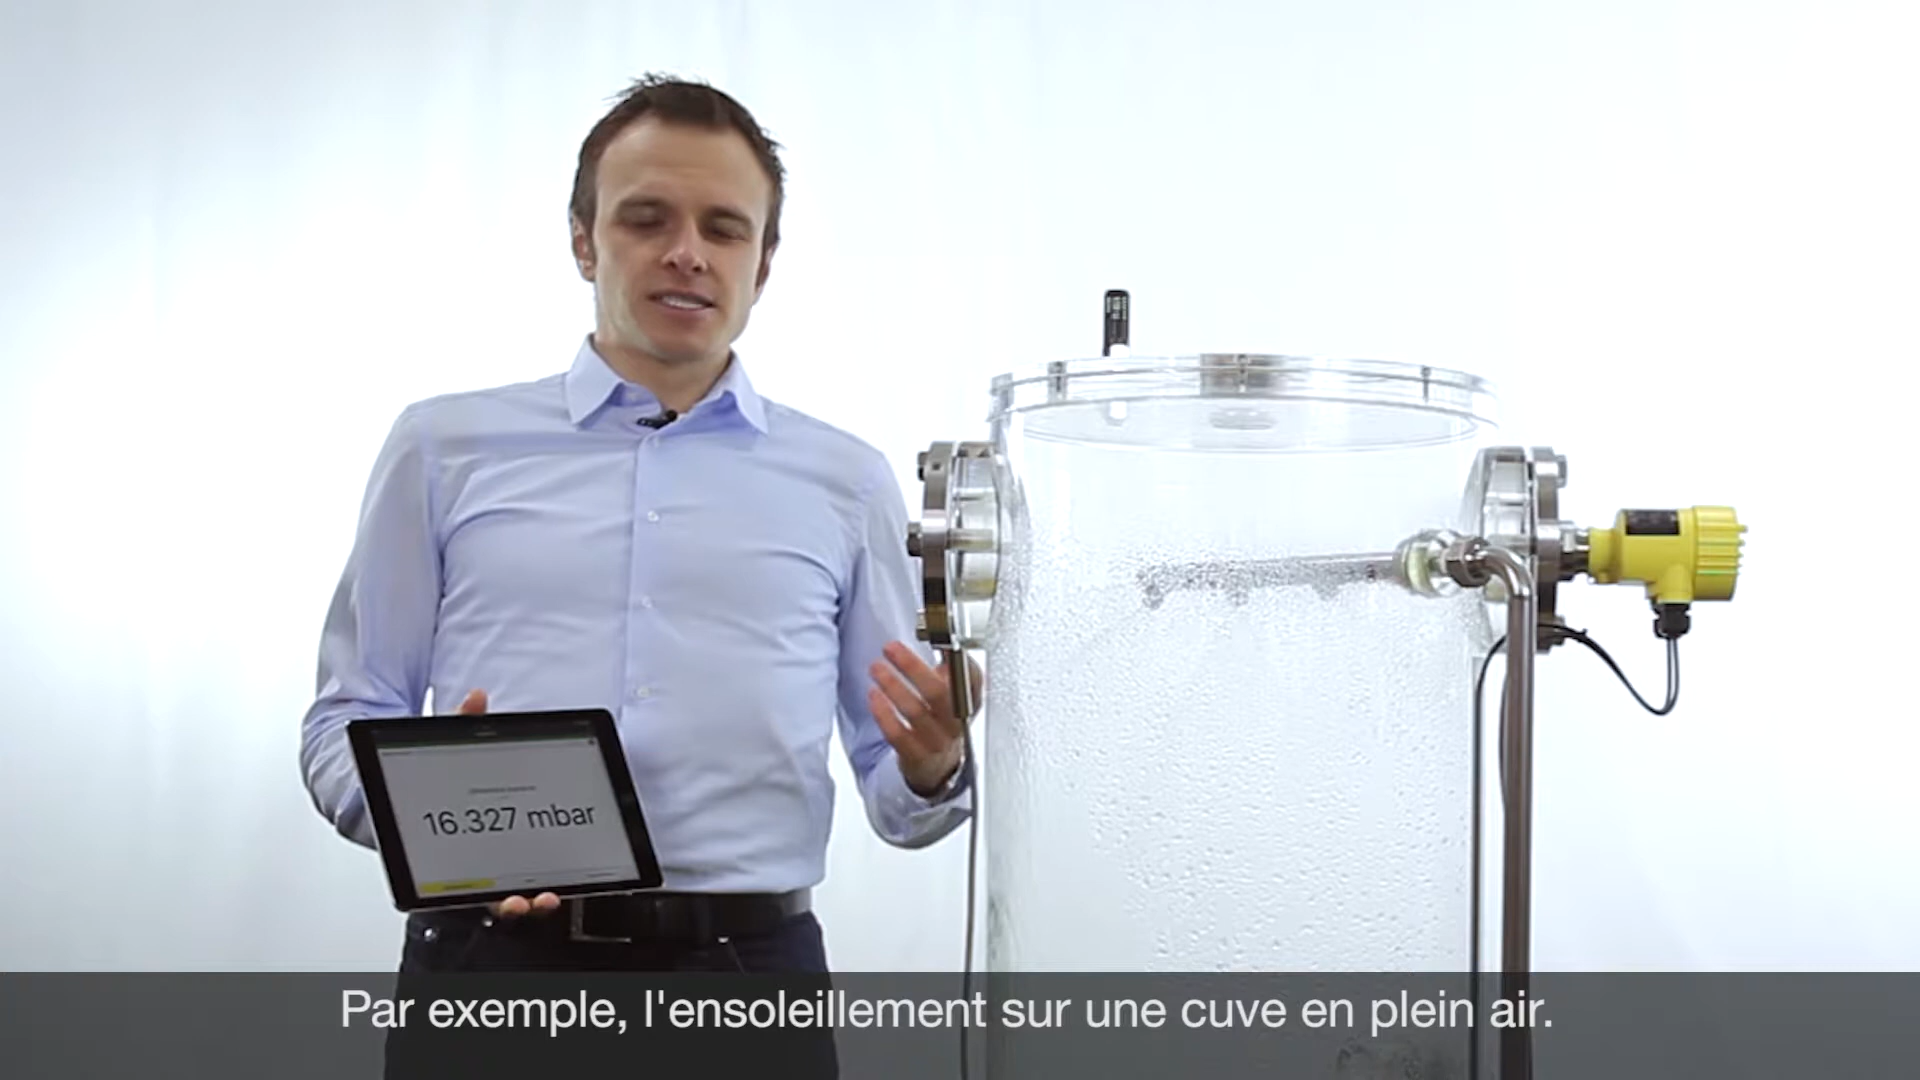 16.327 mbar
Par exemple, l'ensoleillement sur une cuve en plein air.